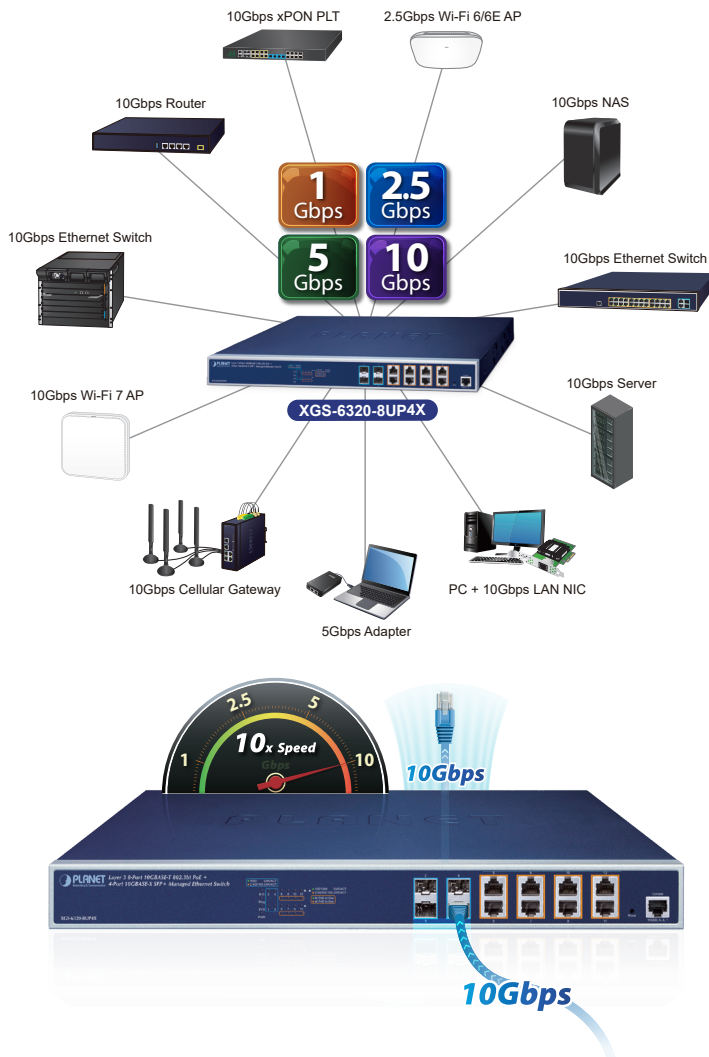 10Gbps xPON PLT
2.5Gbps Wi-Fi 6/6E AP
10Gbps Router
10Gbps NAS
1
Gbps
2.5
Gbps
10Gbps Ethernet Switch
5
Gbps
10
Gbps
10Gbps Ethernet Switch
PLANET
PLANET
XGS-6320-8UP4X
10Gbps Wi-Fi 7 AP
10Gbps Server
10Gbps Cellular Gateway
PC + 10Gbps LAN NIC
5Gbps Adapter
1
2.5
5
10
10x Speed
Gbps
10Gbps
PLANET
PLANET
Layer 3 8-Port 10GBASE-T 802.3bt PoE +
4-Port 10GBASE-X SFP+ Managed Ethernet Switch
XGS-6320-8UP4X
10Gbps